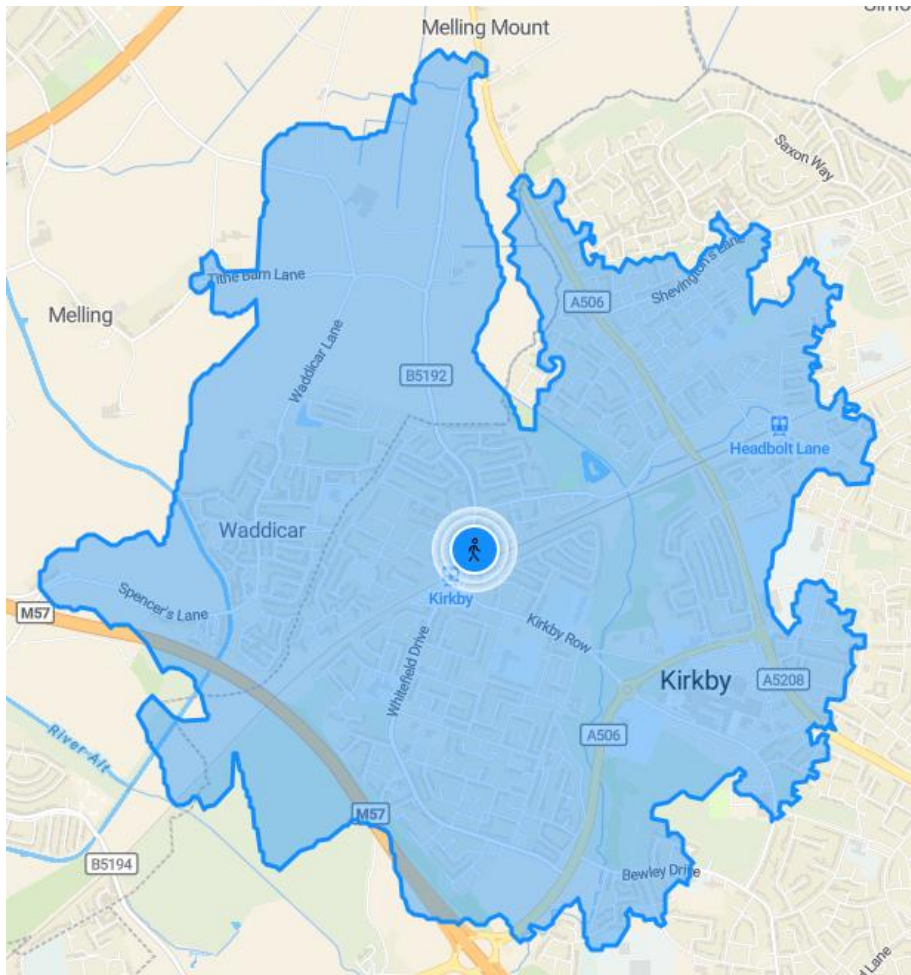 Melling Mount
Saxon Way
Shevington's Lane
Tithe Barn Lane
A506
Melling
Waddicar Lane
B5192
Headbolt Lane
Waddicar
Kirkby
Spencer's Lane
M57
Kirkby Row
Whitefield Drive
Kirkby
A5208
A506
River Alt
M57
B5194
Bewley Drive
Lane